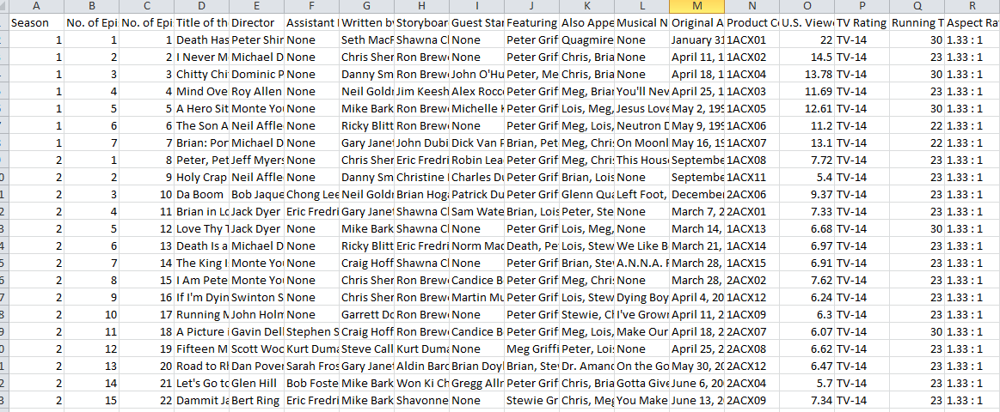 A B C D E F G H I J K L M N O P Q R
Season No. of Epi No. of Epi Title of th Director Assistant Written by Storyboar Guest Star Featuring Also Appe Musical N Original A Product Co U.S. Viewe TV Rating Running T Aspect Ra
1 1 1 Death Has Peter Shir None Seth MacF Shawna Cl None Peter Grif Quagmire None January 31 1ACX01 22 TV-14 30 1.33 : 1
1 2 2 I Never M Michael D None Chris Sher Ron Brewe None Peter Grif Chris, Bria None April 11, 1 1ACX02 14.5 TV-14 23 1.33 : 1
1 3 3 Chitty Chi Dominic P None Danny Sm Ron Brewe John O'Hu Peter, Me Chris, Bria None April 18, 1 1ACX04 13.78 TV-14 30 1.33 : 1
1 4 4 Mind Ove Roy Allen None Neil Goldr Jim Keesh Alex Rocco Peter Grif Meg, Bria You'll Nev April 25, 1 1ACX03 11.69 TV-14 23 1.33 : 1
1 5 5 A Hero Sit Monte You None Mike Bark Ron Brewe Michelle K Peter Grif Lois, Meg, Jesus Love May 2, 199 1ACX05 12.61 TV-14 30 1.33 : 1
1 6 6 The Son A Neil Affle None Ricky Blitt Ron Brewe None Peter Grif Meg, Lois, Neutron D May 9, 199 1ACX06 11.2 TV-14 22 1.33 : 1
1 7 7 Brian: Por Michael D None Gary Janet John Dubi Dick Van P Brian, Pet Meg, Chris On Moonl May 16, 19 1ACX07 13.1 TV-14 22 1.33 : 1
2 1 8 Peter, Pet Jeff Myers None Chris Sher Eric Fredri Robin Lea Peter Grif Meg, Chris This Hous Septembe 1ACX08 7.72 TV-14 23 1.33 : 1
2 2 9 Holy Crap Neil Affle None Danny Sm Christine Charles Du Peter Grif Brian, Lois None Septembe 1ACX11 5.4 TV-14 23 1.33 : 1
2 3 10 Da Boom Bob Jaque Chong Lee Neil Goldr Brian Hoga Patrick Du Peter Grif Glenn Qua Left Foot, December 2ACX06 9.37 TV-14 23 1.33 : 1
2 4 11 Brian in Lo Jack Dyer Eric Fredri Gary Janet Shawna Cl Sam Wate Brian, Lois Peter, Ste None March 7, 2 2ACX01 7.33 TV-14 23 1.33 : 1
2 5 12 Love Thy T Jack Dyer None Mike Bark Shawna Cl None Peter Grif Lois, Meg, None March 14, 1ACX13 6.68 TV-14 30 1.33 : 1
2 6 13 Death Is a Michael D None Ricky Blitt Eric Fredri Norm Mac Death, Pe Lois, Stew We Like B March 21, 1ACX14 6.97 TV-14 23 1.33 : 1
2 7 14 The King I Monte You None Craig Hoff Shawna Cl None Peter Grif Brian, Stev A.N.N.A. F March 28, 1ACX15 6.91 TV-14 23 1.33 : 1
2 8 15 I Am Pete Monte You None Chris Sher Ron Brewe Candice B Peter Grif Meg, Chris None March 28, 2ACX02 7.62 TV-14 23 1.33 : 1
2 9 16 If I'm Dyin Swinton S None Chris Sher Ron Brewe Martin Mu Peter Grif Lois, Stew Dying Boy April 4, 20 1ACX12 6.24 TV-14 23 1.33 : 1
2 10 17 Running M John Holm None Garrett Do Ron Brewe None Peter Grif Stewie, Ch I've Grown April 11, 2 1ACX09 6.3 TV-14 23 1.33 : 1
2 11 18 A Picture i Gavin Dell Stephen S Craig Hoff Ron Brewe Candice B Peter Grif Meg, Lois, Make Our April 18, 2 1ACX07 6.07 TV-14 30 1.33 : 1
2 12 19 Fifteen M Scott Woo Kurt Duma Steve Call Kurt Duma None Meg Griffi Peter, Lois None April 25, 2 2ACX08 6.62 TV-14 23 1.33 : 1
2 13 20 Road to Rh Dan Pover Sarah Fros Gary Janet Aldin Baro Brian Doyl Brian, Stev Dr. Amand On the Go May 30, 20 2ACX12 6.47 TV-14 23 1.33 : 1
2 14 21 Let's Go to Glen Hill Bob Foste Mike Bark Won Ki Ch Gregg Allr Peter Grif Chris, Bria Gotta Give June 6, 20 2ACX04 5.7 TV-14 23 1.33 : 1
2 15 22 Dammit Ja Bert Ring Eric Fredri Mike Bark Shavonne None Stewie Gr Chris, Meg You Make June 13, 2 2ACX09 7.34 TV-14 23 1.33 : 1